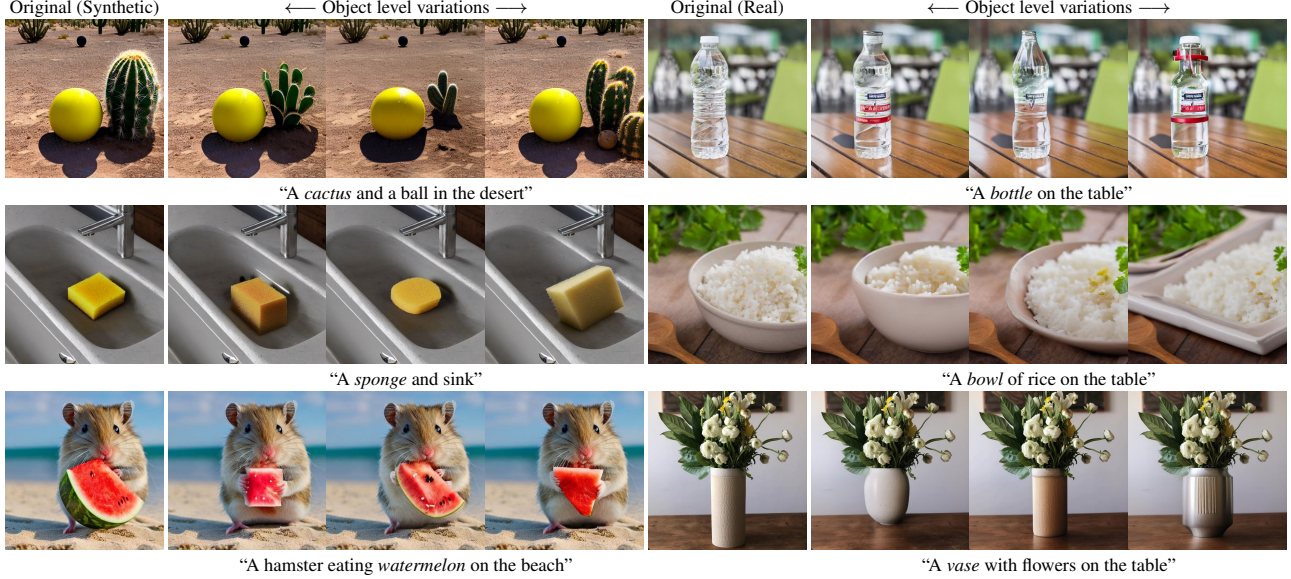 Original (Synthetic)
⟵ Object level variations ⟶
Original (Real)
⟵ Object level variations ⟶
“A cactus and a ball in the desert”
“A bottle on the table”
“A sponge and sink”
“A bowl of rice on the table”
“A hamster eating watermelon on the beach”
“A vase with flowers on the table”